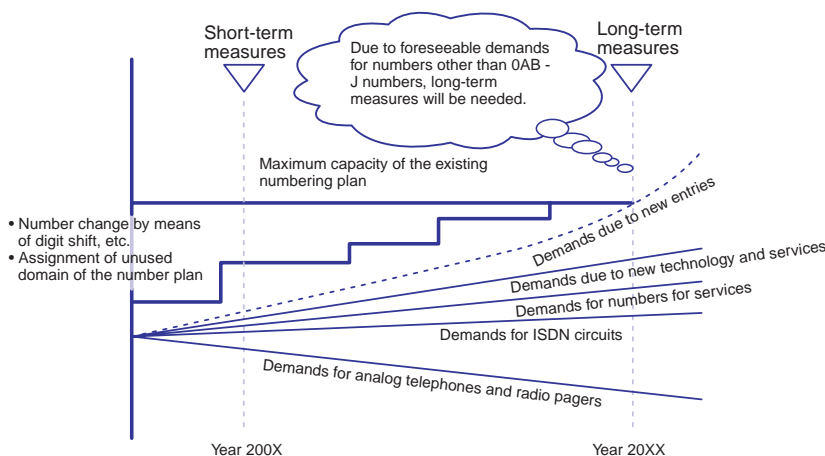 Short-term
measures
Due to foreseeable demands
for numbers other than 0AB -
J numbers, long-term
measures will be needed.
Long-term
measures
Maximum capacity of the existing
numbering plan
• Number change by means
of digit shift, etc.
• Assignment of unused
domain of the number plan
Demands due to new entries
Demands due to new technology and services
Demands for numbers for services
Demands for ISDN circuits
Demands for analog telephones and radio pagers
Year 200X
Year 20XX